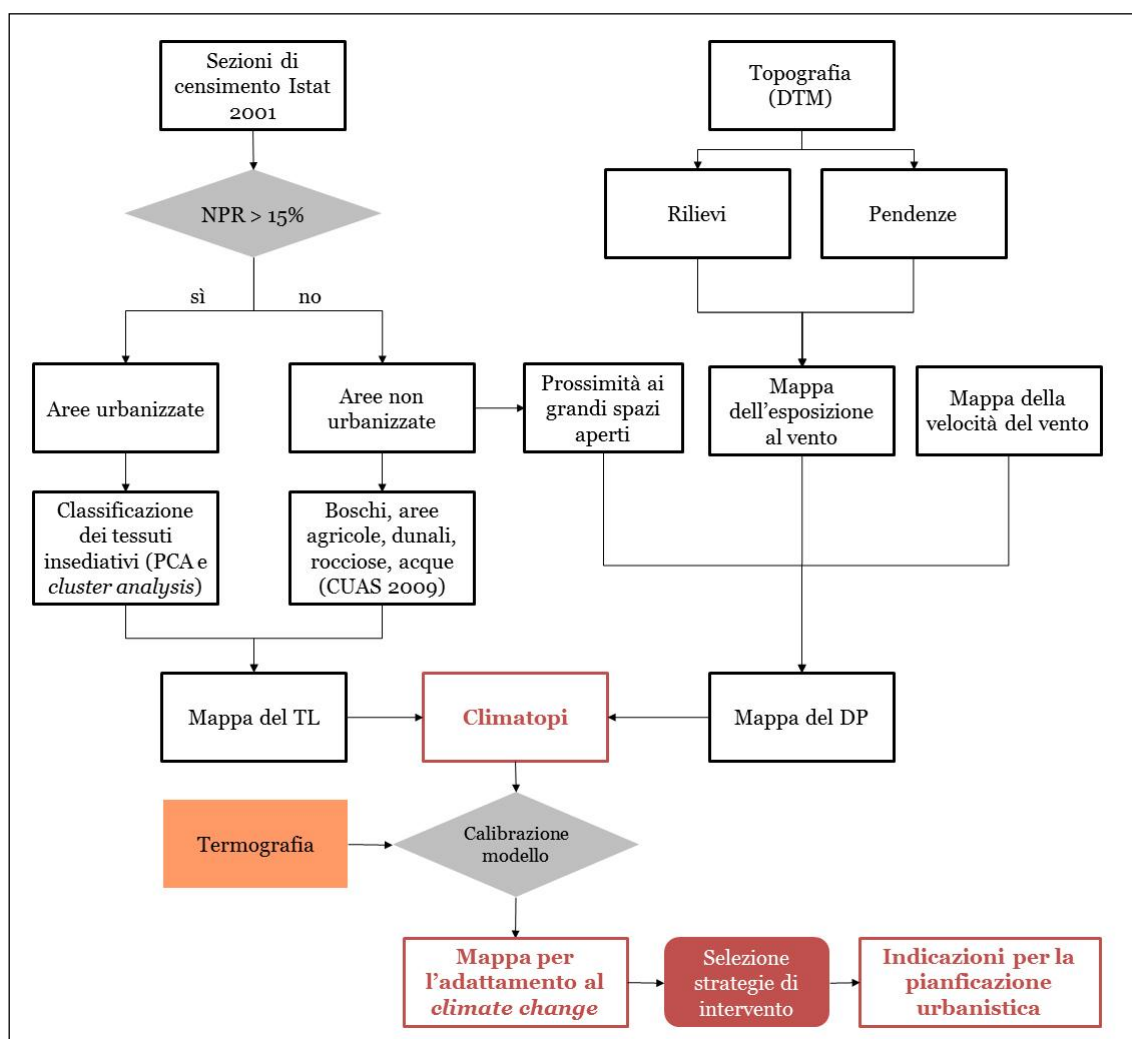 Sezioni di
censimento Istat
2001
Topografia
(DTM)
NPR > 15%
Rilievi
Pendenze
sì
no
Aree urbanizzate
Aree non
urbanizzate
Prossimità ai
grandi spazi
aperti
Mappa
dell'esposizione
al vento
Mappa della
velocità del vento
Classificazione
dei tessuti
insediativi (PCA e
cluster analysis)
Boschi, aree
agricole, dunali,
rocciose, acque
(CUAS 2009)
Mappa del TL
Climatopi
Mappa del DP
Termografia
Calibrazione
modello
Mappa per
l'adattamento al
climate change
Selezione
strategie di
intervento
Indicazioni per la
pianficazione
urbanistica